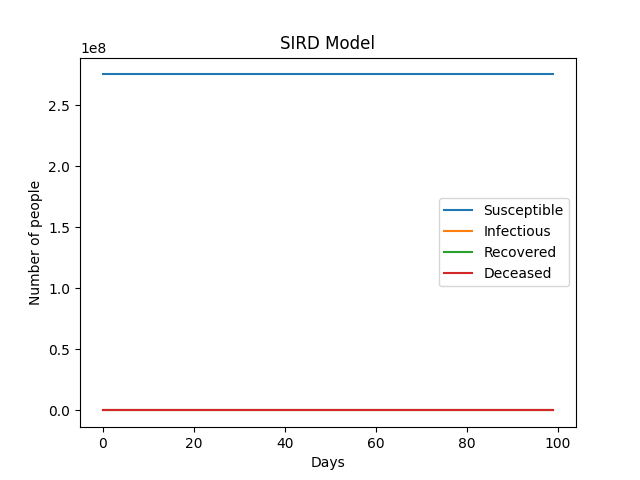 SIRD Model
1e8
2.5
2.0
1.5
1.0
0.5
0.0
Number of people
Susceptible
Infectious
Recovered
Deceased
0 20 40 60 80 100
Days